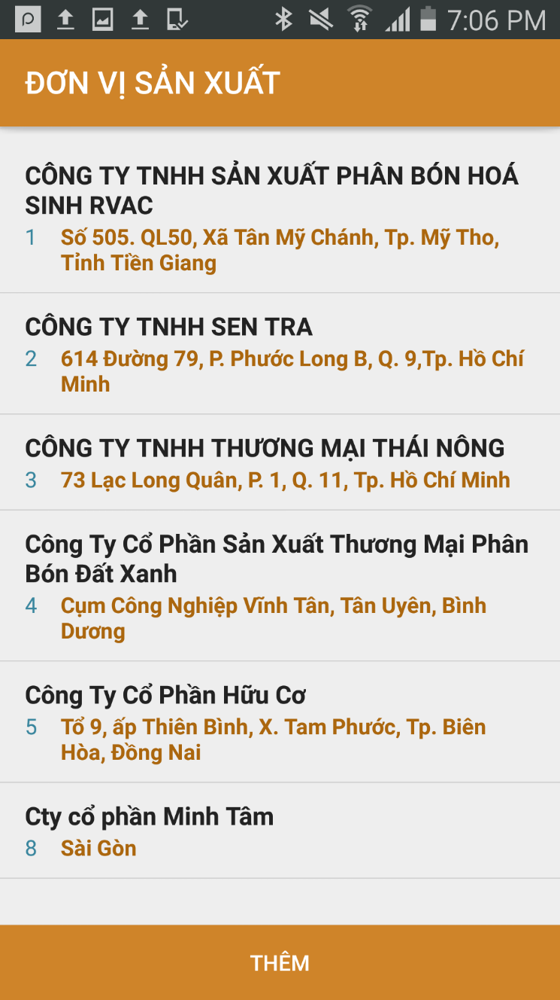 7:06 PM
ĐƠN VỊ SẢN XUẤT
CÔNG TY TNHH SẢN XUẤT PHÂN BÓN HOÁ
SINH RVAC
1 Số 505. QL50, Xã Tân Mỹ Chánh, Tp. Mỹ Tho,
Tỉnh Tiền Giang
CÔNG TY TNHH SEN TRA
2 614 Đường 79, P. Phước Long B, Q. 9,Tp. Hồ Chí
Minh
CÔNG TY TNHH THƯƠNG MẠI THÁI NÔNG
3 73 Lạc Long Quân, P. 1, Q. 11, Tp. Hồ Chí Minh
Công Ty Cổ Phần Sản Xuất Thương Mại Phân
Bón Đất Xanh
4 Cụm Công Nghiệp Vĩnh Tân, Tân Uyên, Bình
Dương
Công Ty Cổ Phần Hữu Cơ
5 Tổ 9, ấp Thiên Bình, X. Tam Phước, Tp. Biên
Hòa, Đồng Nai
Cty cổ phần Minh Tâm
8 Sài Gòn
THÊM